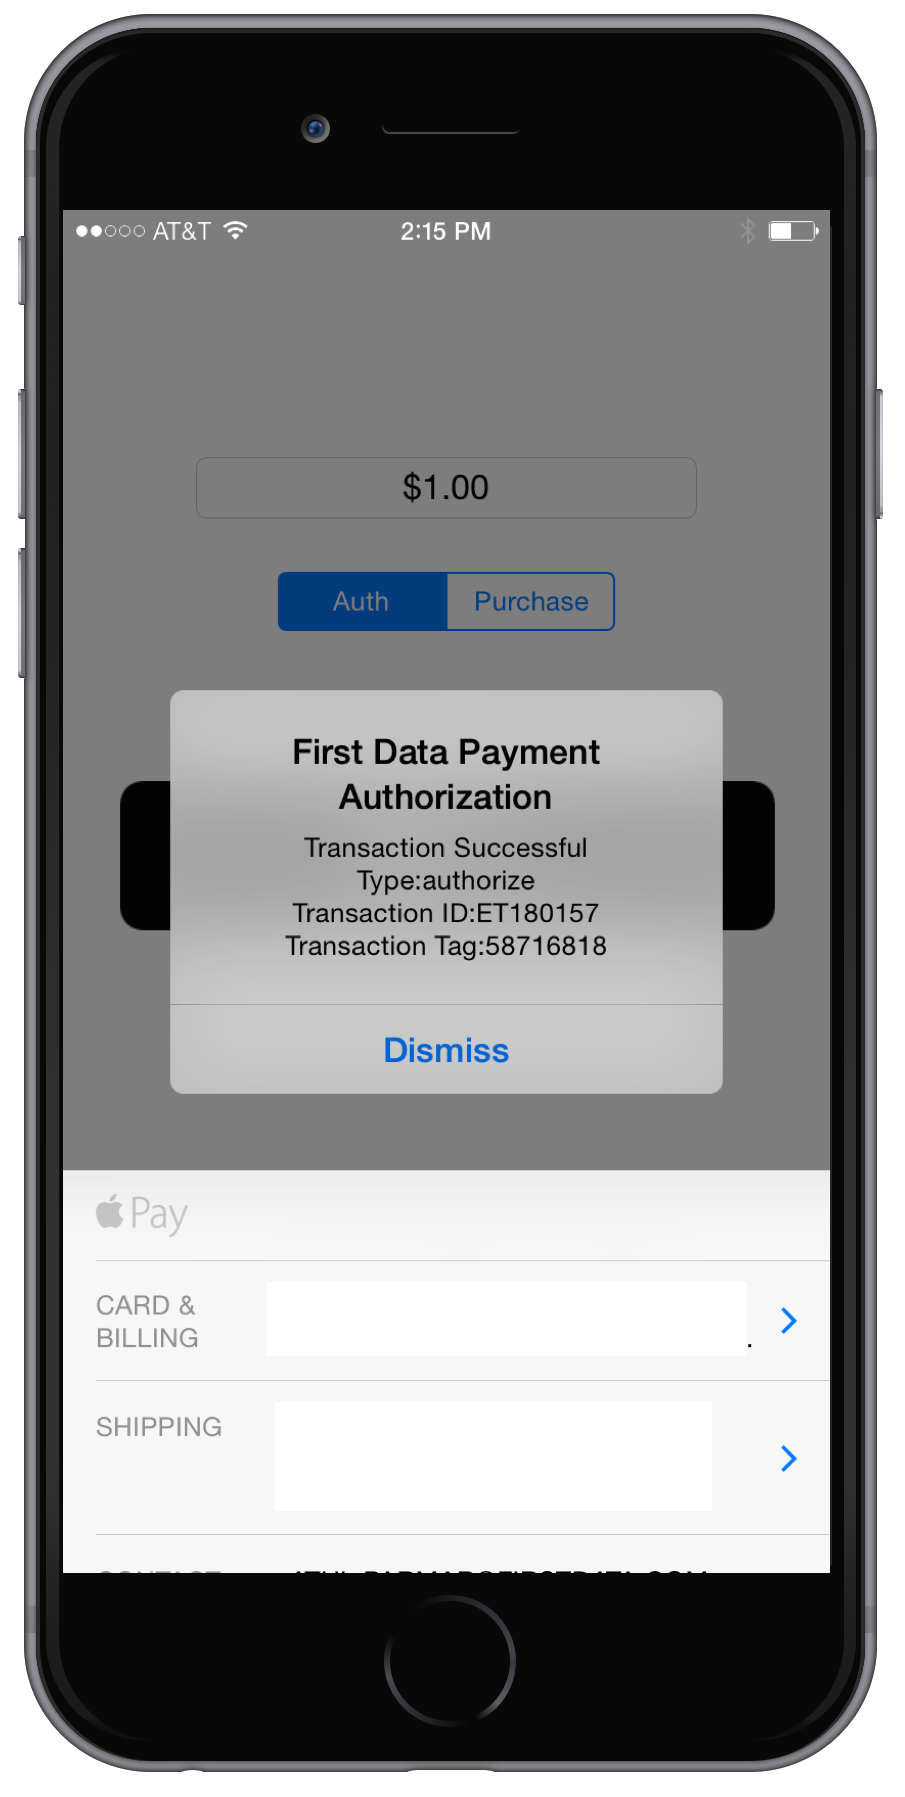 AT&T 2:15 PM
$1.00
Auth Purchase
First Data Payment
Authorization
Transaction Successful
Type:authorize
Transaction ID:ET180157
Transaction Tag:58716818
Dismiss
Pay
CARD &
BILLING
.
SHIPPING
CONTACT